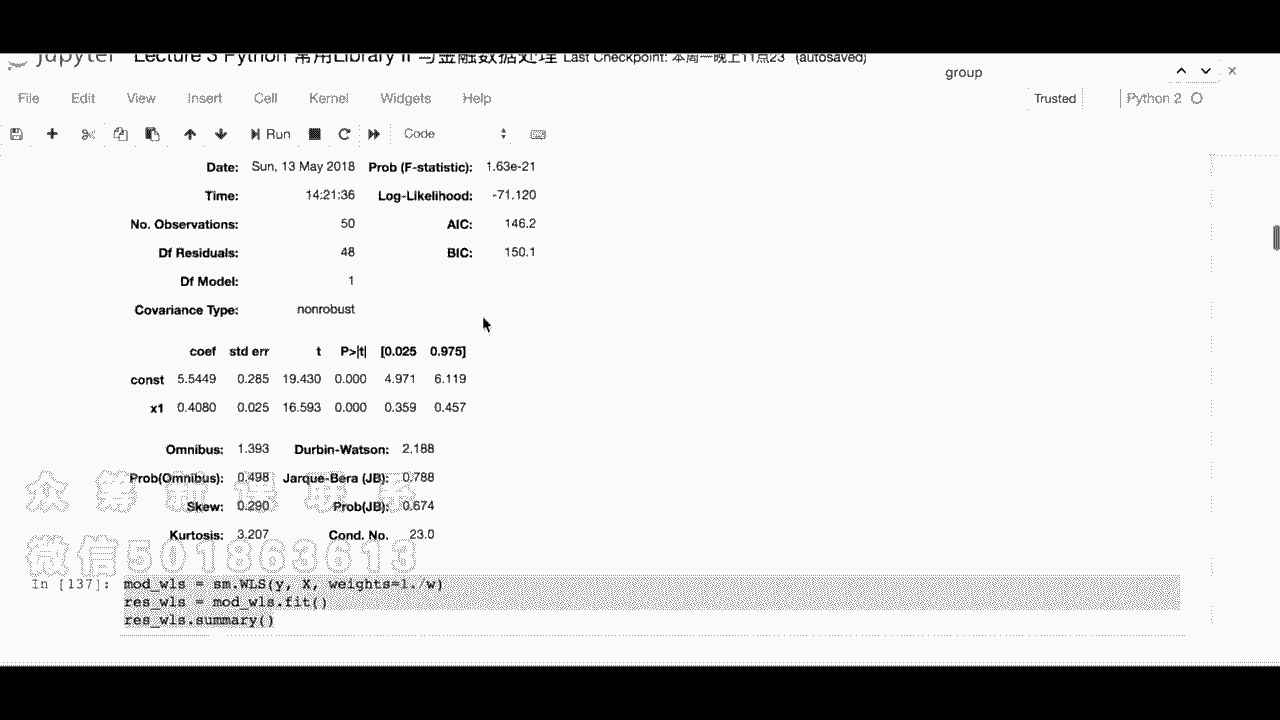 jupyter Lecture 3 Python 常用Library II 与金融数据处理 Last Checkpoint: 本周一晚上11点23 (autosaved)
group
File Edit View Insert Cell Kernel Widgets Help
Trusted Python 2
Run Code
Date: Sun, 13 May 2018 Prob (F-statistic): 1.63e-21
Time: 14:21:36 Log-Likelihood: -71.120
No. Observations: 50 AIC: 146.2
Df Residuals: 48 BIC: 150.1
Df Model: 1
Covariance Type: nonrobust
coef std err t P>|t| [0.025 0.975]
const 5.5449 0.285 19.430 0.000 4.971 6.119
x1 0.4080 0.025 16.593 0.000 0.359 0.457
Omnibus: 1.393 Durbin-Watson: 2.188
Prob(Omnibus): 0.498 Jarque-Bera (JB): 0.788
Skew: 0.290 Prob(JB): 0.674
Kurtosis: 3.207 Cond. No. 23.0
众筹
微信501863613
In [137]: mod_wls = sm.WLS(y, X, weights=1./w)
res_wls = mod_wls.fit()
res_wls.summary()